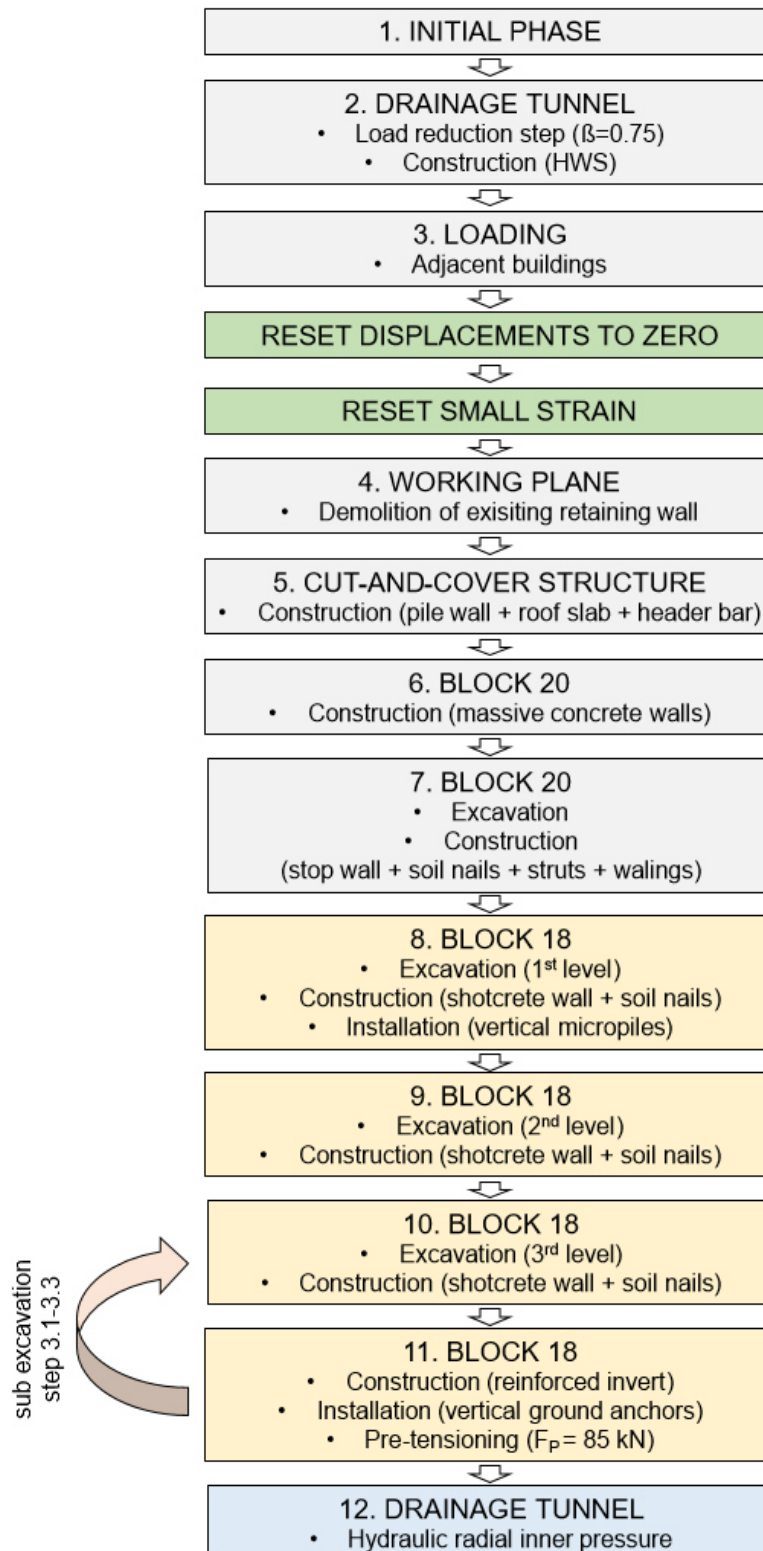 1. INITIAL PHASE
2. DRAINAGE TUNNEL
• Load reduction step (ß=0.75)
• Construction (HWS)
3. LOADING
• Adjacent buildings
RESET DISPLACEMENTS TO ZERO
RESET SMALL STRAIN
4. WORKING PLANE
• Demolition of exisiting retaining wall
5. CUT-AND-COVER STRUCTURE
• Construction (pile wall + roof slab + header bar)
6. BLOCK 20
• Construction (massive concrete walls)
7. BLOCK 20
• Excavation
• Construction
(stop wall + soil nails + struts + walings)
8. BLOCK 18
• Excavation (1st level)
• Construction (shotcrete wall + soil nails)
• Installation (vertical micropiles)
9. BLOCK 18
• Excavation (2nd level)
• Construction (shotcrete wall + soil nails)
10. BLOCK 18
• Excavation (3rd level)
• Construction (shotcrete wall + soil nails)
sub excavation
step 3.1-3.3
11. BLOCK 18
• Construction (reinforced invert)
• Installation (vertical ground anchors)
• Pre-tensioning (FP = 85 kN)
12. DRAINAGE TUNNEL
• Hydraulic radial inner pressure